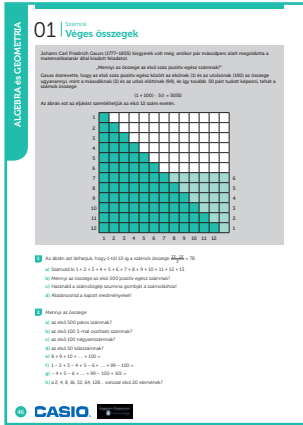 ALGEBRA és GEOMETRIA
01
Számok
Véges összegek
Johann Carl Friedrich Gauss (1777–1855) kisgyerek volt még, amikor pár másodperc alatt megoldotta a
matematikatanár által kiadott feladatot.
„Mennyi az összege az első száz pozitív egész számnak?”
Gauss észrevette, hogy az első száz pozitív egész között az elsőnek (1) és az utolsónak (100) az összege
ugyanannyi, mint a másodiknak (2) és az utolsó előttinek (99), és így tovább. 50 párt tudott képezni, tehát a
számok összege
(1 + 100) · 50 = 5050
Az ábrán ezt az eljárást szemléltethetjük az első 12 szám esetén.
1
2
3
4
5
6
7 6
8 5
9 4
10 3
11 2
12 1
1 2 3 4 5 6 7 8 9 10 11 12
1 Az ábrán azt láthatjuk, hogy 1-től 12-ig a számok összege = 78.
a) Számold ki 1 + 2 + 3 + 4 + 5 + 6 + 7 + 8 + 9 + 10 + 11 + 12 + 13
b) Mennyi az összege az első 500 pozitív egész számnak?
c) Használd a számológép szumma gombját a számoláshoz!
d) Általánosítsd a kapott eredményeket!
2 Mennyi az összege
a) az első 500 páros számnak?
b) az első 100 3-mal osztható számnak?
c) az első 100 négyzetszámnak?
d) az első 50 köbszámnak?
e) 8 + 9 + 10 + … + 100 =
f) 1 – 2 + 3 – 4 + 5 – 6 + … + 99 – 100 =
g) – 4 + 5 – 6 + … + 99 – 100 + 101 =
h) a 2, 4, 8, 16, 32, 64, 128… sorozat első 20 elemének?
46
CASIO